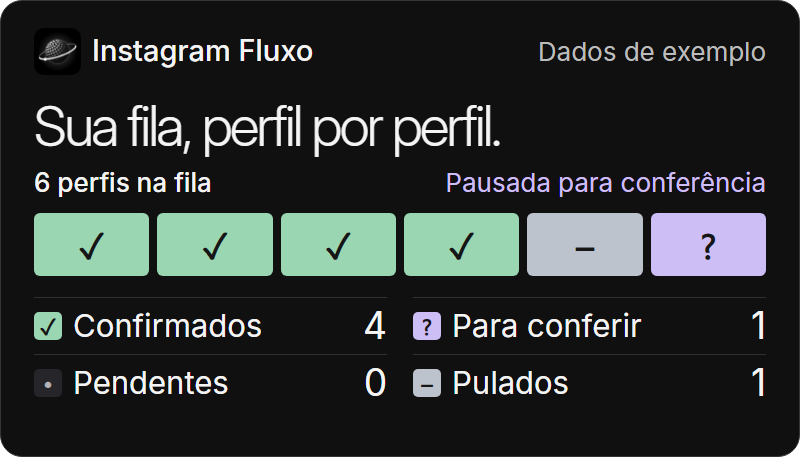 Instagram Fluxo
Dados de exemplo
Sua fila, perfil por perfil.
6 perfis na fila
Pausada para conferência
✓ ✓ ✓ ✓ – ?
✓ Confirmados 4
? Para conferir 1
• Pendentes 0
– Pulados 1